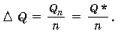 △ Q = Qₙ / n = Q * / n .